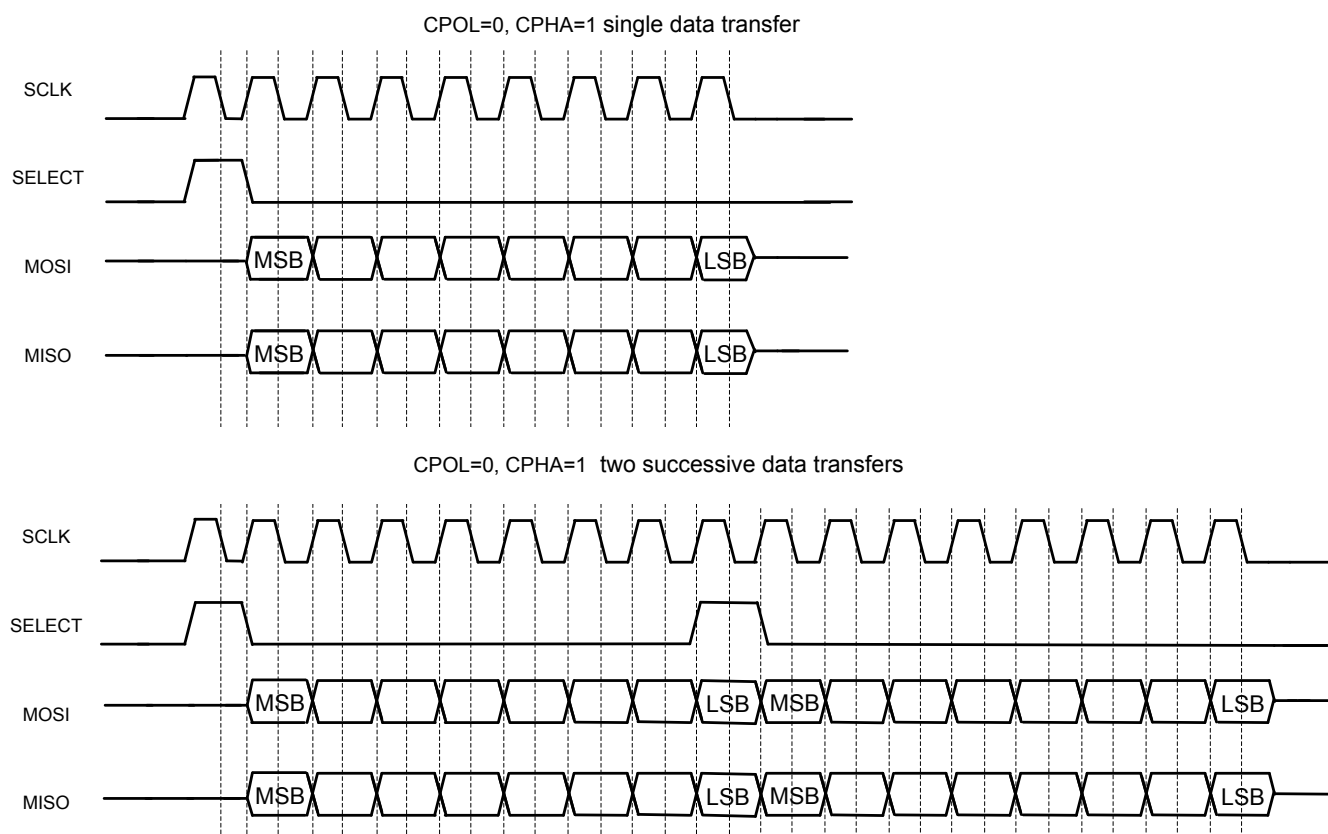 CPOL=0, CPHA=1 single data transfer
SCLK
SELECT
MOSI
MSB LSB
MISO
MSB LSB
CPOL=0, CPHA=1 two successive data transfers
SCLK
SELECT
MOSI
MSB LSB MSB LSB
MISO
MSB LSB MSB LSB